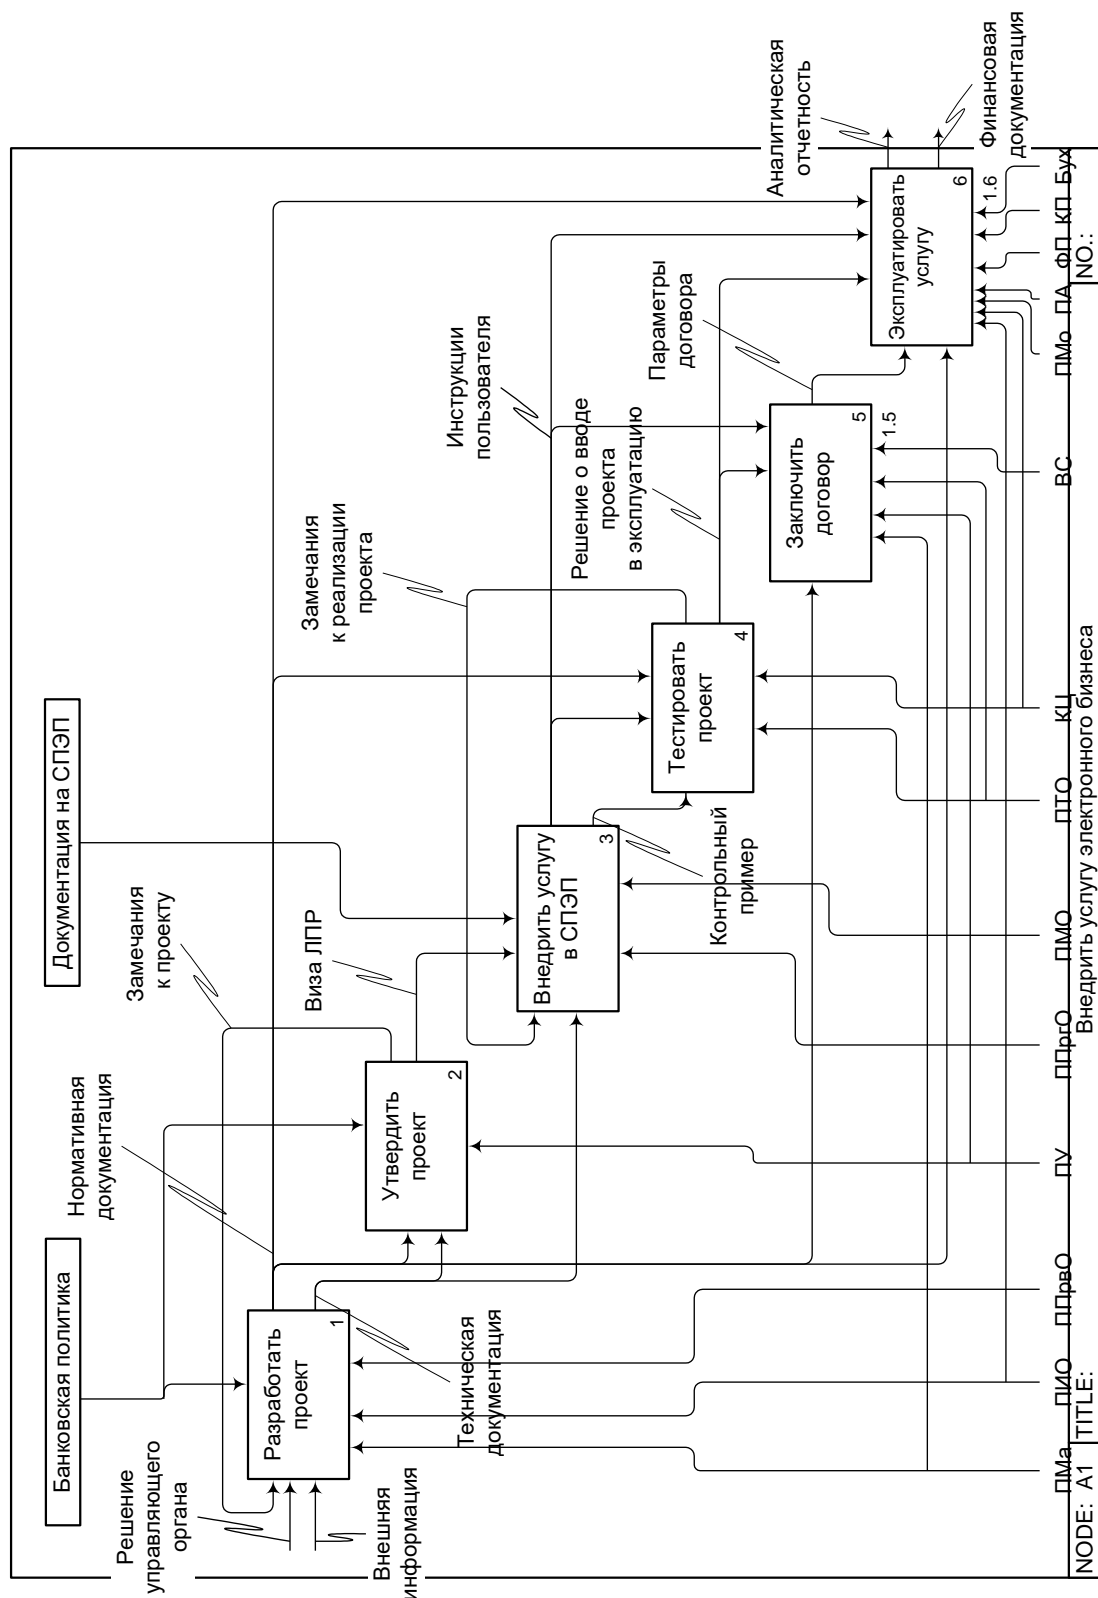 Банковская политика
Документация на СПЭП
Решение
управляющего
органа
Внешняя
информация
Нормативная
документация
Замечания
к проекту
Виза ЛПР
Замечания
к реализации
проекта
Инструкции
пользователя
Решение о вводе
проекта
в эксплуатацию
Параметры
договора
Аналитическая
отчетность
Финансовая
документация
Разработать
проект
1
Техническая
документация
Утвердить
проект
2
Внедрить услугу
в СПЭП
3
Контрольный
пример
Тестировать
проект
4
Заключить
договор
5
1.5
Эксплуатировать
услугу
6
1.6
ПМа
ПИО
ППрвО
ПУ
ППргО
ПМО
ПТО
КЦ
ВС
ПМо
ПА
ФП
КП
Бух
NODE: A1
TITLE:
Внедрить услугу электронного бизнеса
NO.: